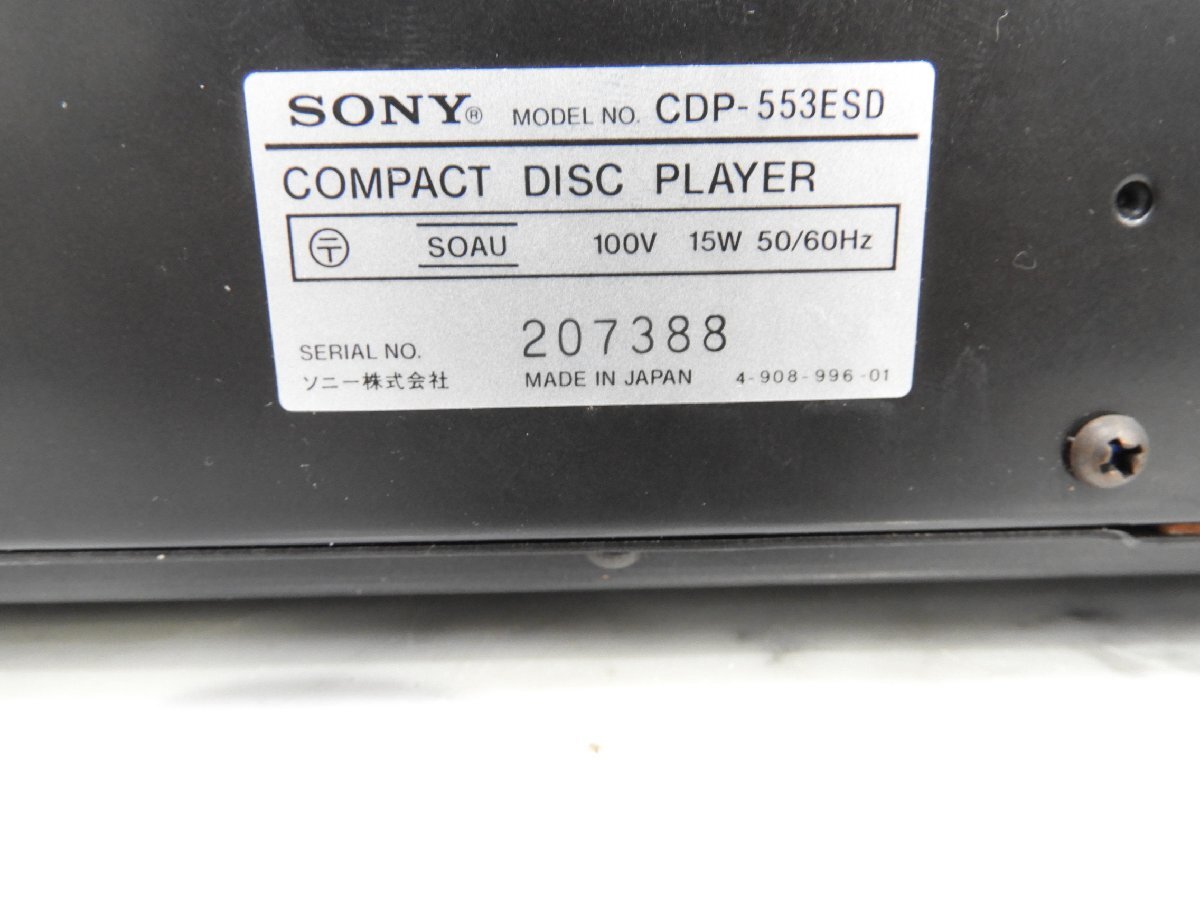 SONY® MODEL NO. CDP-553ESD
COMPACT DISC PLAYER
〒 SOAU 100V 15W 50/60Hz
SERIAL NO. 207388
ソニー株式会社 MADE IN JAPAN 4-908-996-01